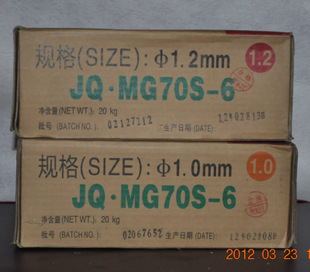 规格(SIZE): Φ1.2mm 1.2
JQ·MG70S-6
净含量(NET WT.) 20 kg
批号(BATCH NO.) 02127212 生产日期(DATE):
规格(SIZE): Φ1.0mm 1.0
JQ·MG70S-6
净含量(NET WT.) 20 kg
批号(BATCH NO.) 02067652 生产日期(DATE):
2012 03 23